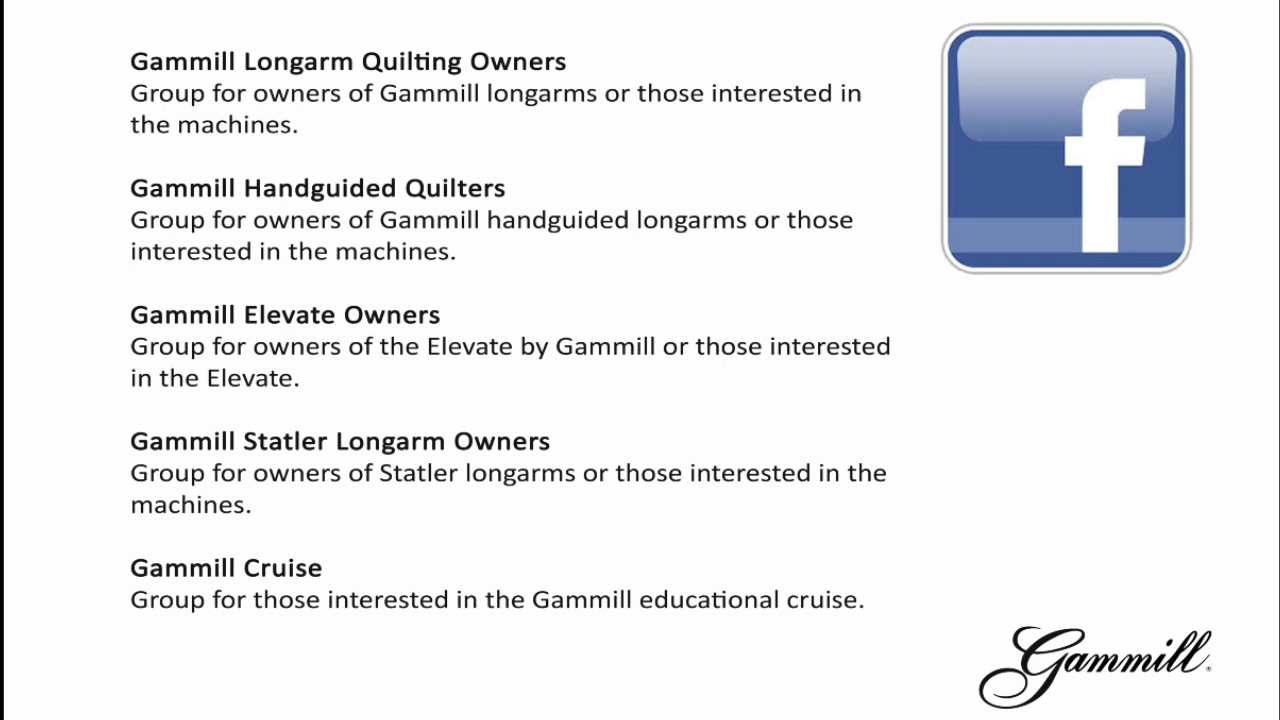 Gammill Longarm Quilting Owners
Group for owners of Gammill longarms or those interested in
the machines.
Gammill Handguided Quilters
Group for owners of Gammill handguided longarms or those
interested in the machines.
Gammill Elevate Owners
Group for owners of the Elevate by Gammill or those interested
in the Elevate.
Gammill Statler Longarm Owners
Group for owners of Statler longarms or those interested in the
machines.
Gammill Cruise
Group for those interested in the Gammill educational cruise.
f
Gammill®